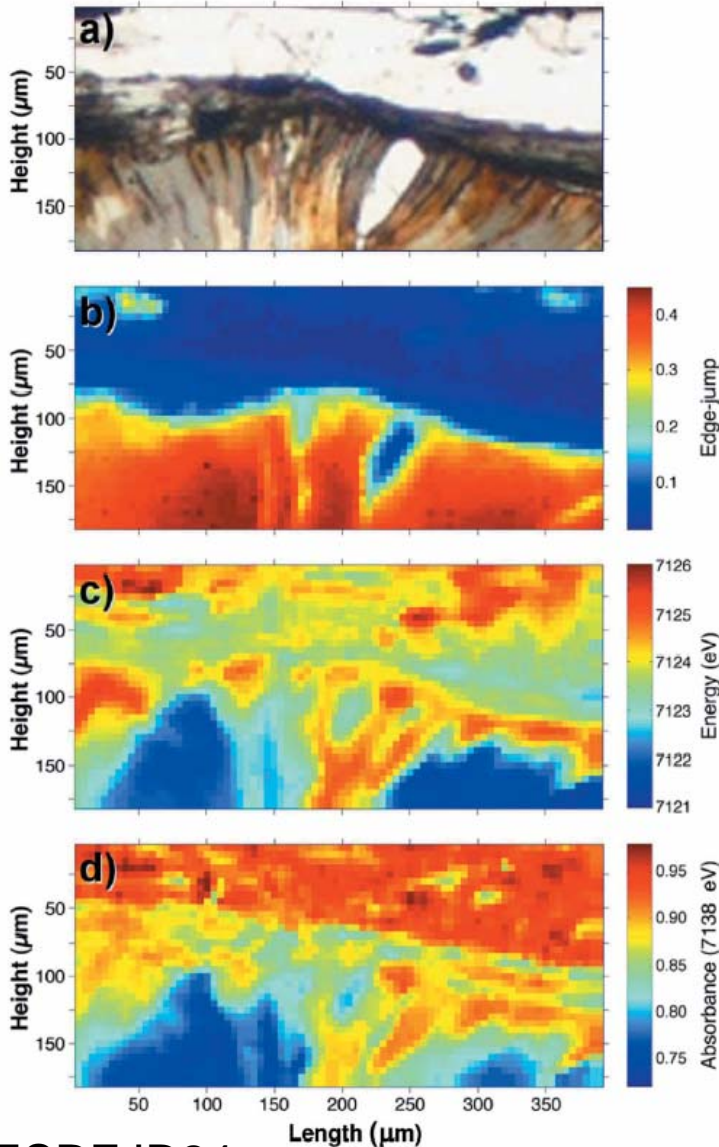 a)
Height (μm)
50
100
150
b)
Height (μm)
50
100
150
0.4
0.3
0.2
0.1
Edge-jump
c)
Height (μm)
50
100
150
7126
7125
7124
7123
7122
7121
Energy (eV)
d)
Height (μm)
50
100
150
0.95
0.90
0.85
0.80
0.75
Absorbance (7138 eV)
50 100 150 200 250 300 350
Length (μm)